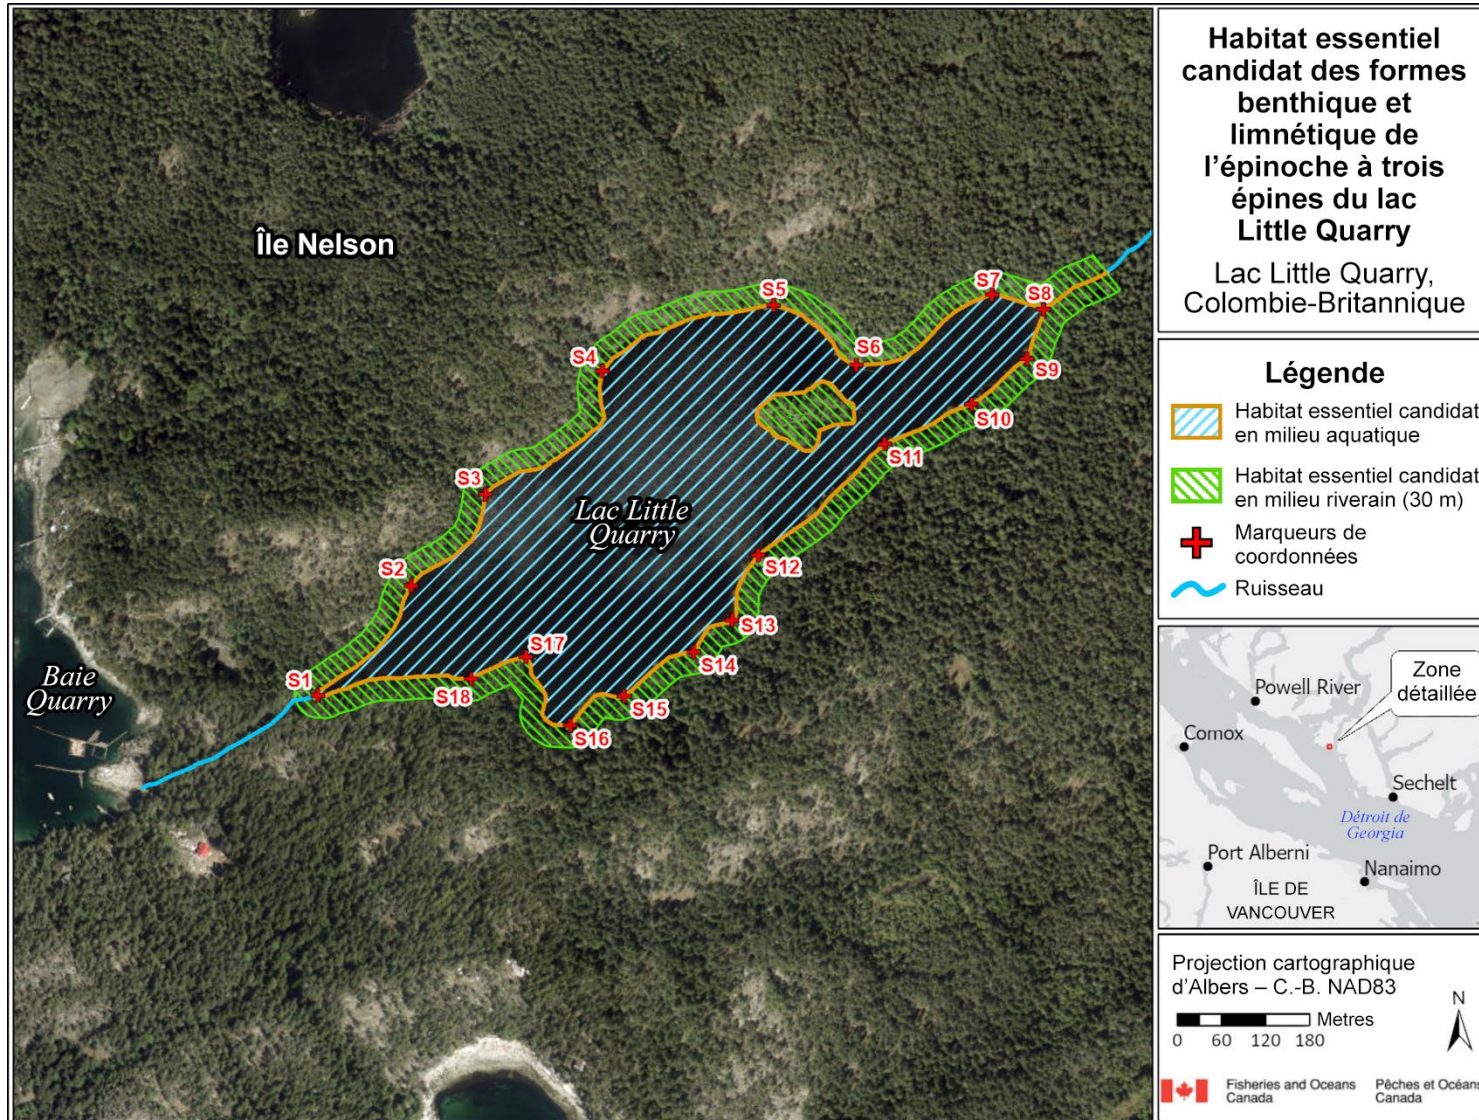 Habitat essentiel
candidat des formes
benthique et
limnétique de
l'épinoche à trois
épines du lac
Little Quarry
Lac Little Quarry,
Colombie-Britannique
Légende
Habitat essentiel candidat
en milieu aquatique
Habitat essentiel candidat
en milieu riverain (30 m)
Marqueurs de
coordonnées
Ruisseau
Zone
détaillée
Powell River
Comox
Sechelt
Détroit de
Georgia
Port Alberni
Nanaimo
ÎLE DE
VANCOUVER
Projection cartographique
d'Albers – C.-B. NAD83
Metres
0 60 120 180
N
Fisheries and Oceans
Canada
Pêches et Océans
Canada
Île Nelson
Lac Little
Quarry
Baie
Quarry
S1
S2
S3
S4
S5
S6
S7
S8
S9
S10
S11
S12
S13
S14
S15
S16
S17
S18